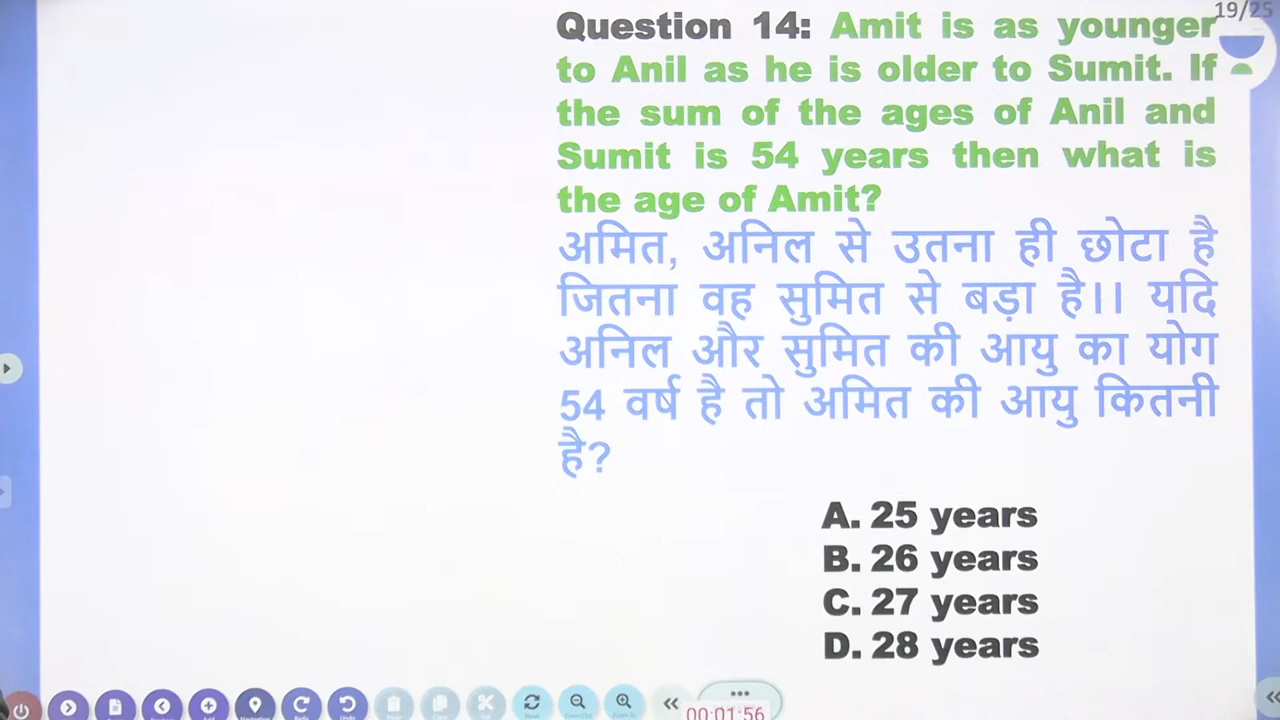 19/25
Question 14: Amit is as younger
to Anil as he is older to Sumit. If
the sum of the ages of Anil and
Sumit is 54 years then what is
the age of Amit?
अमित, अनिल से उतना ही छोटा है
जितना वह सुमित से बड़ा है।। यदि
अनिल और सुमित की आयु का योग
54 वर्ष है तो अमित की आयु कितनी
है?
A. 25 years
B. 26 years
C. 27 years
D. 28 years
00:01:56